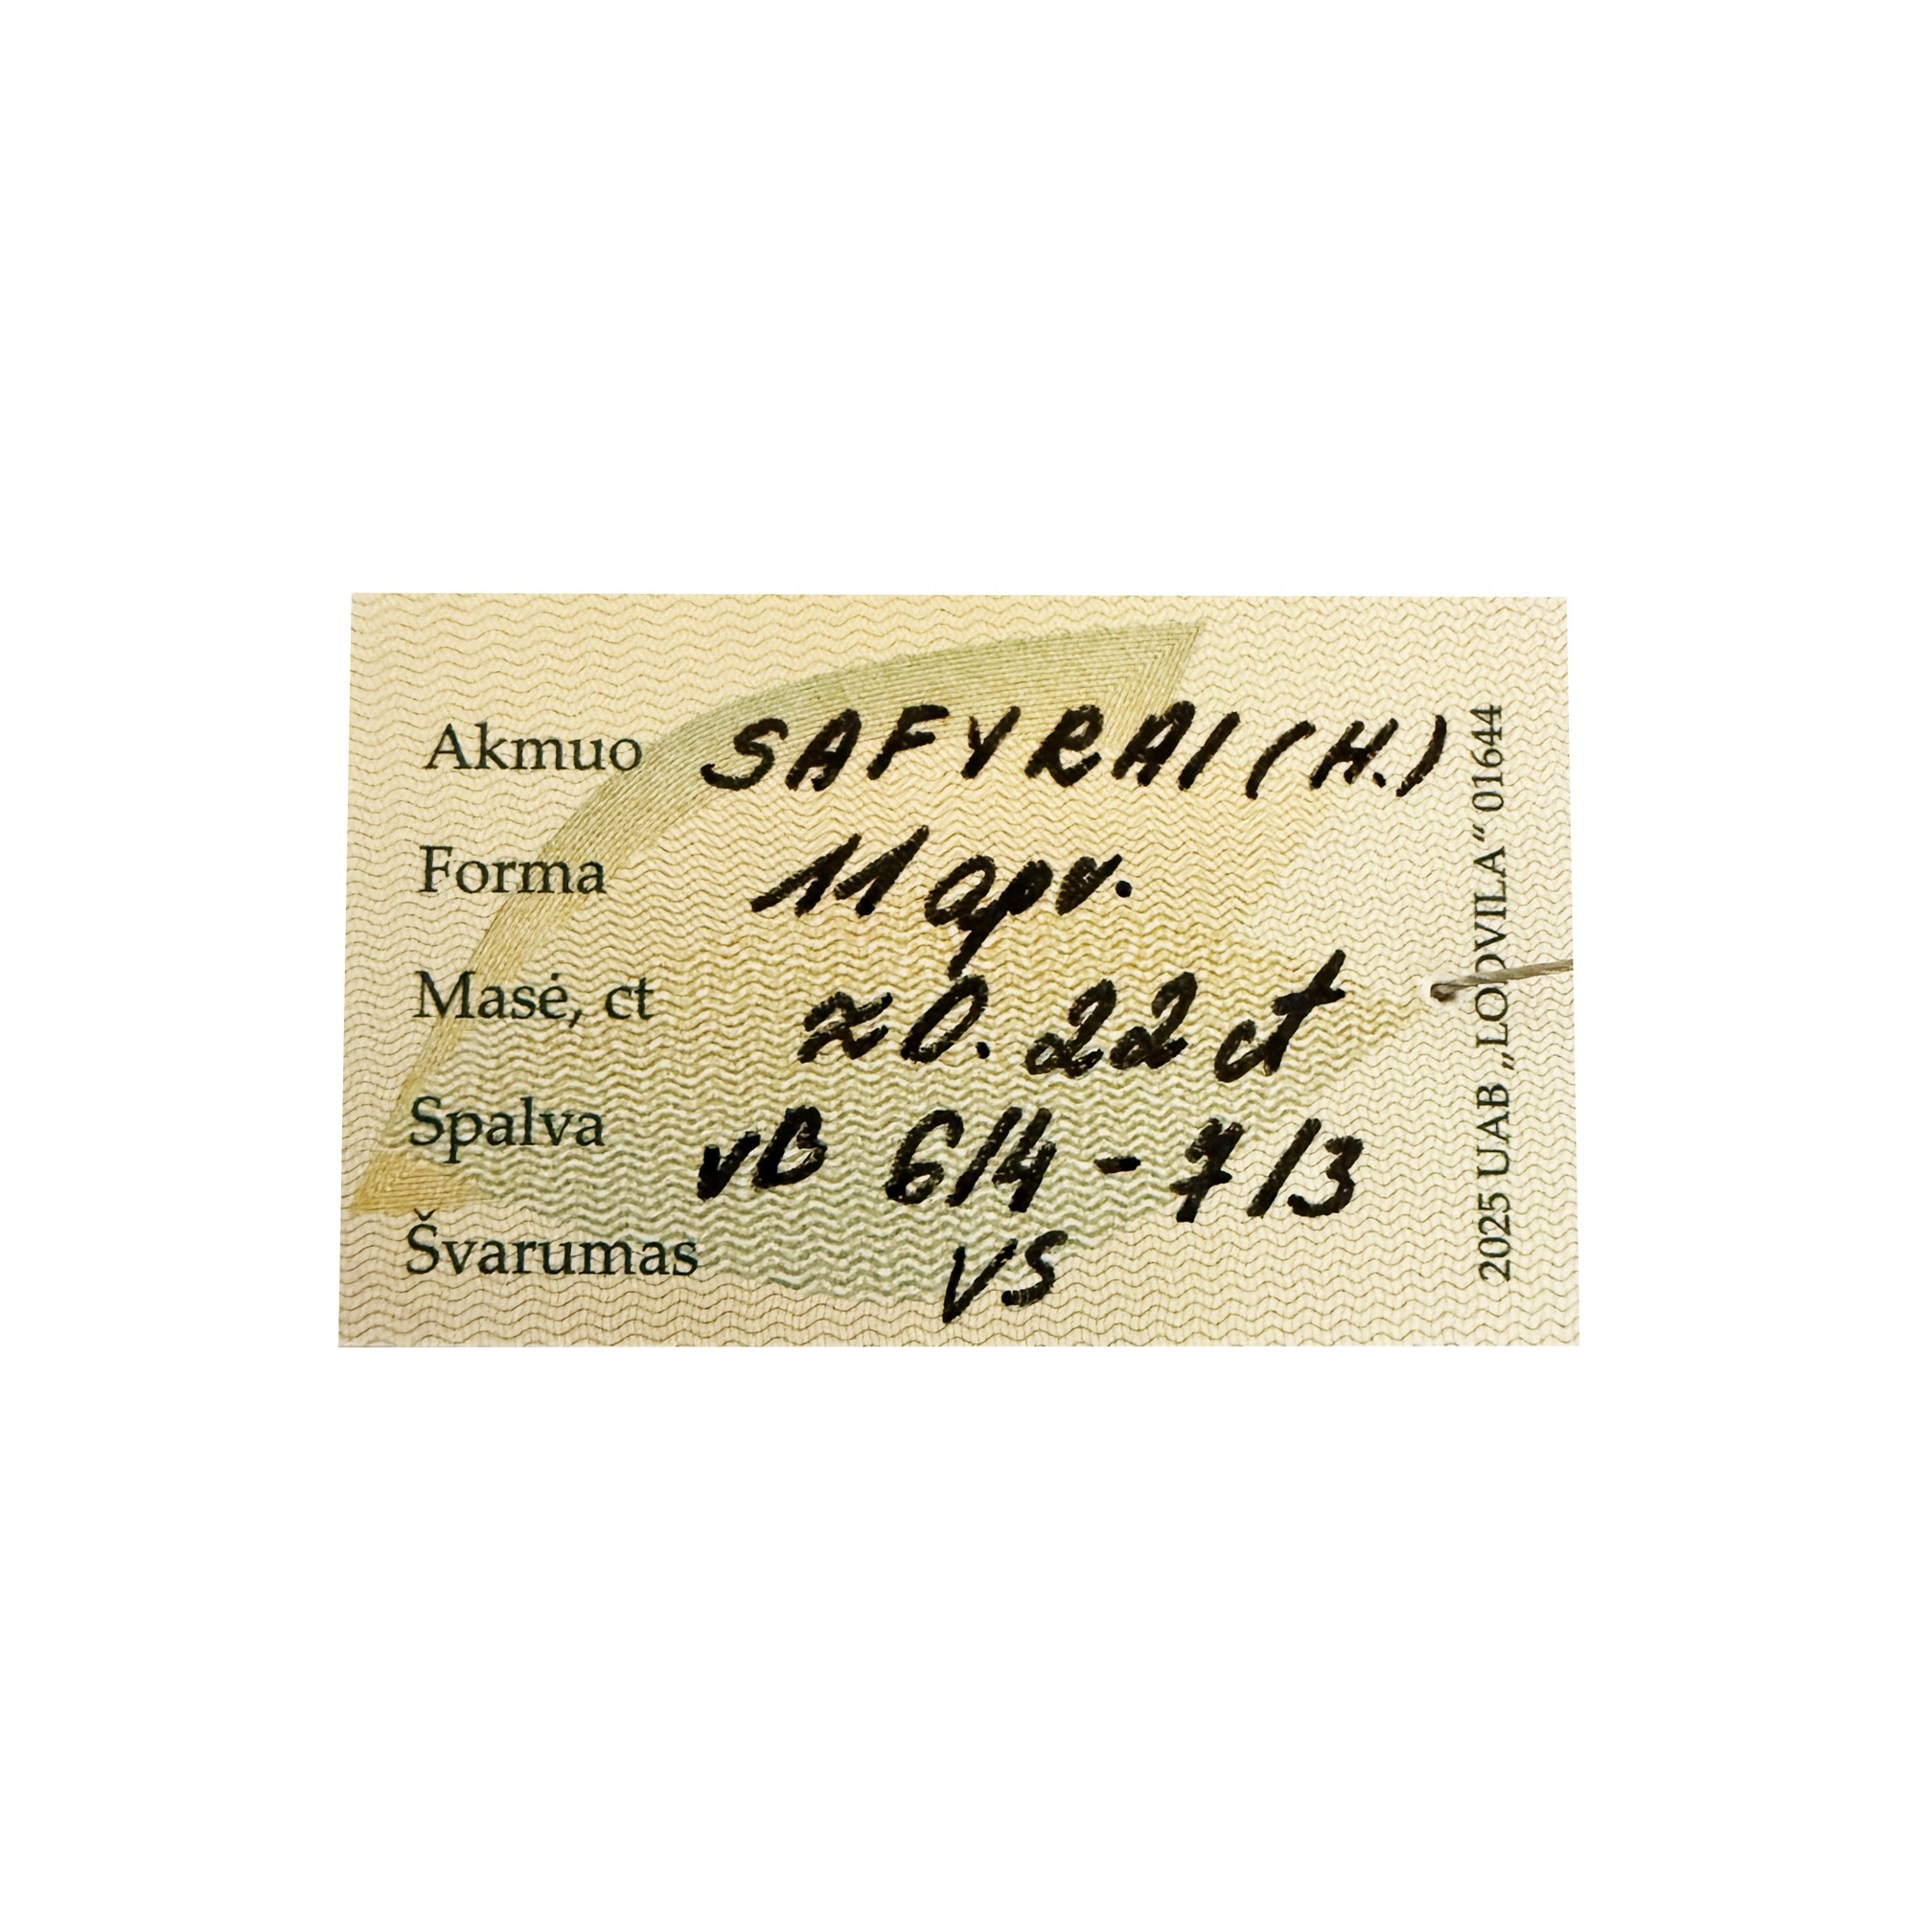 Akmuo SAFYRAI (H.)
Forma 11 apv.
Masė, ct ≈0.22 ct
Spalva vB 6/4 - 7/3
Švarumas VS
2025 UAB „LODVILA“ 01644